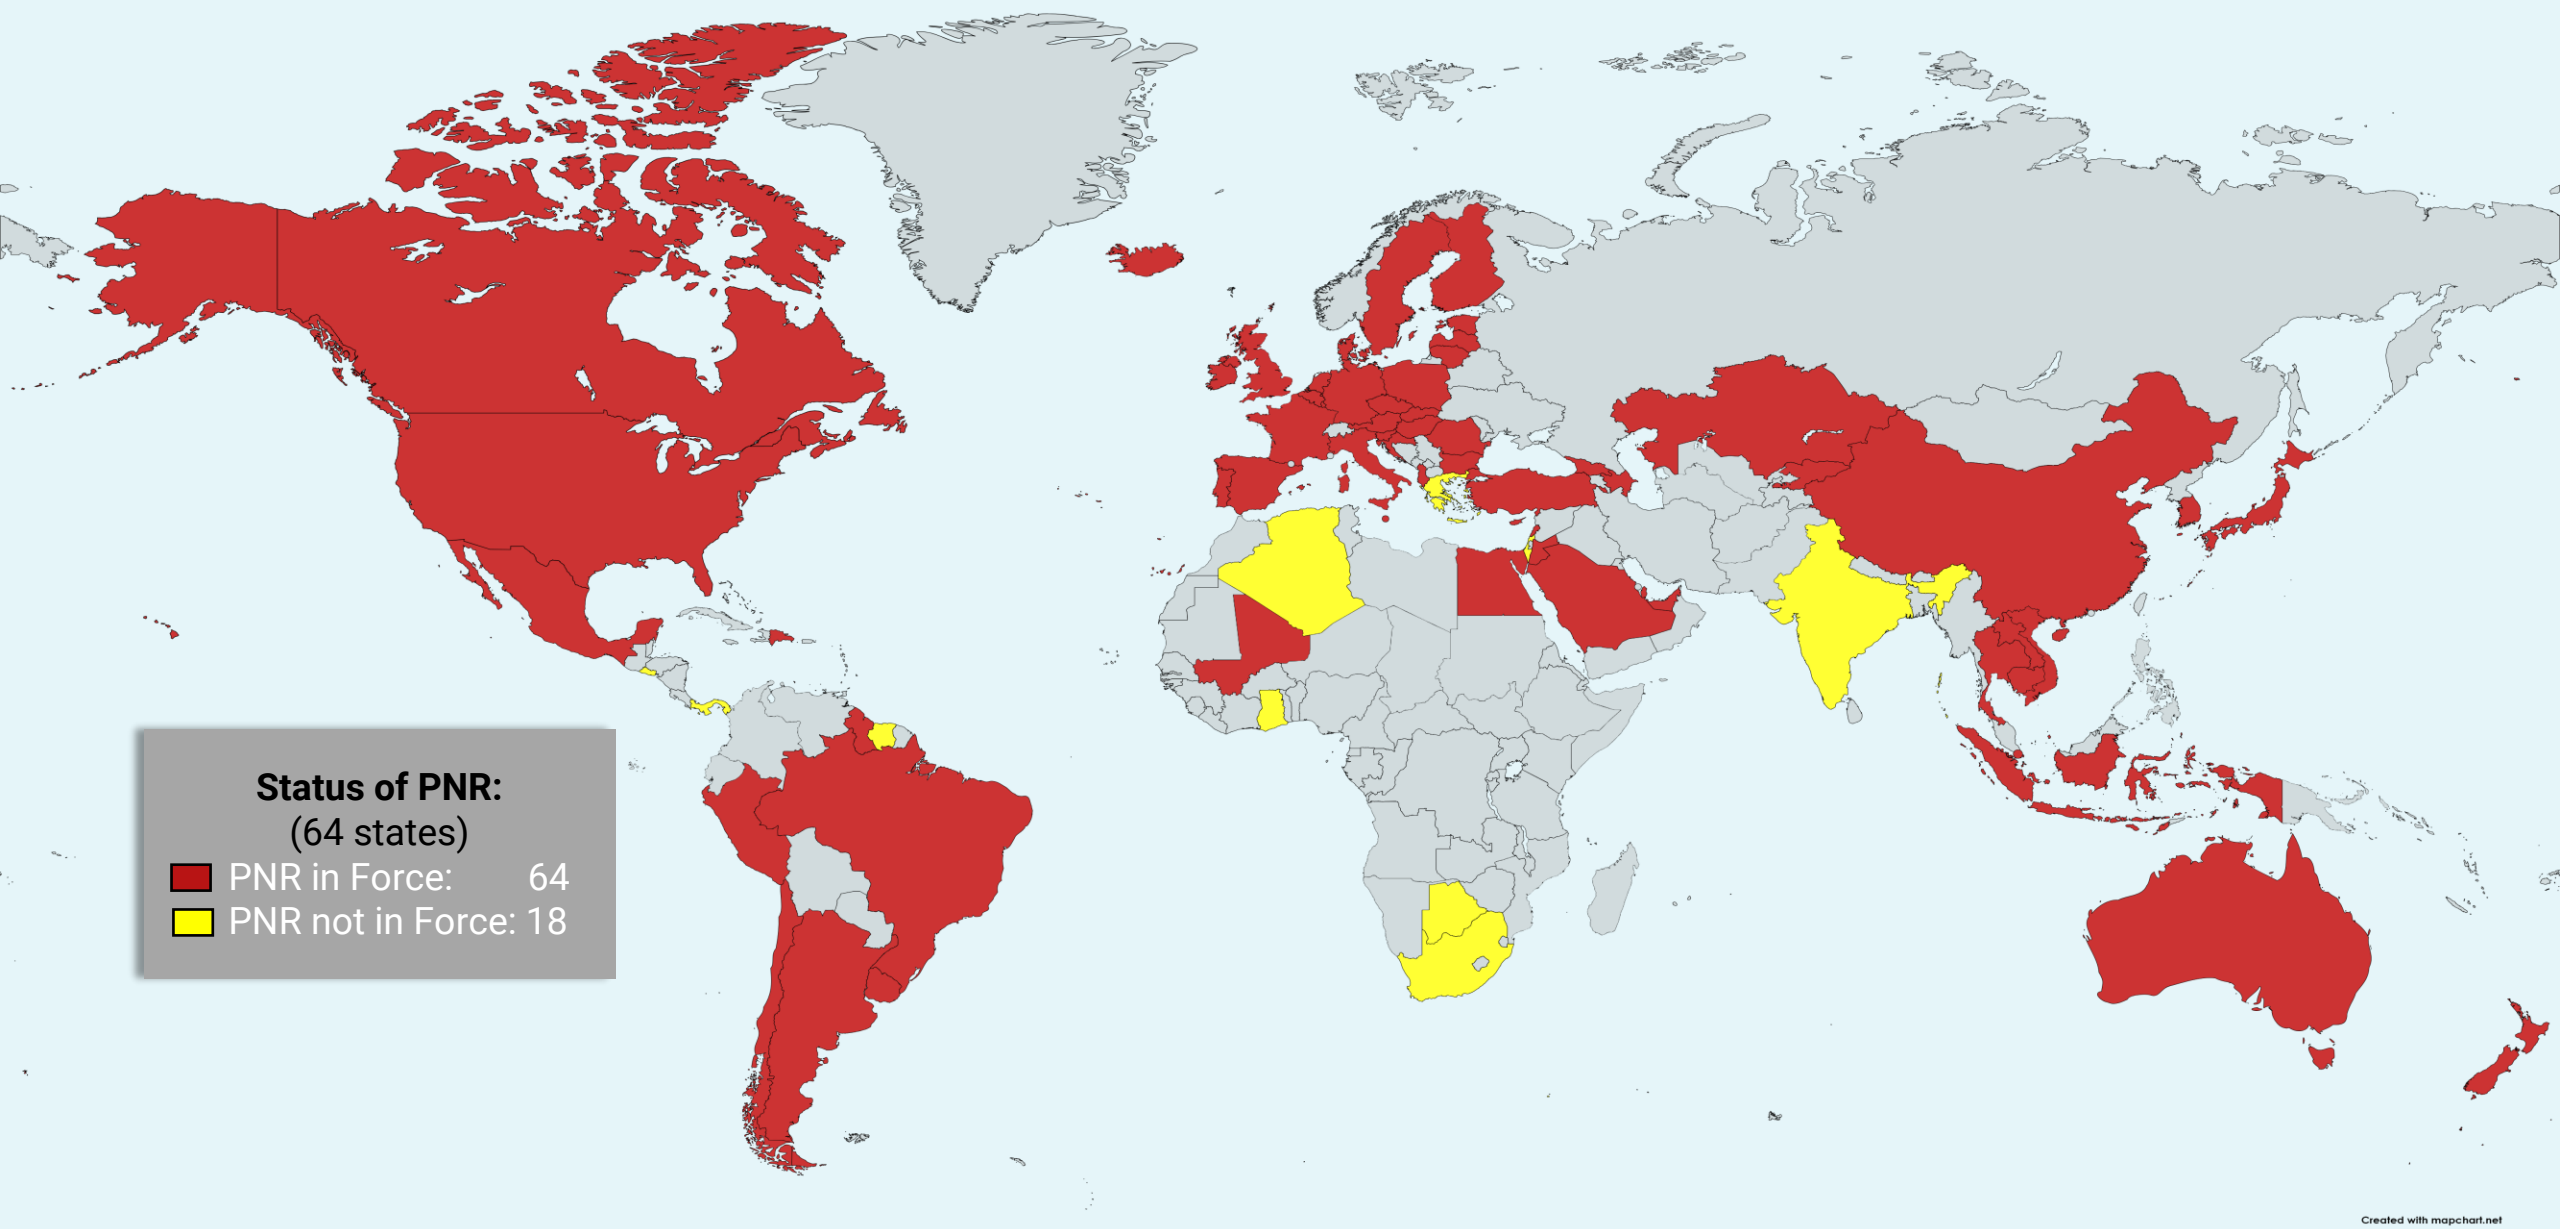 Status of PNR:
(64 states)
PNR in Force: 64
PNR not in Force: 18
Created with mapchart.net